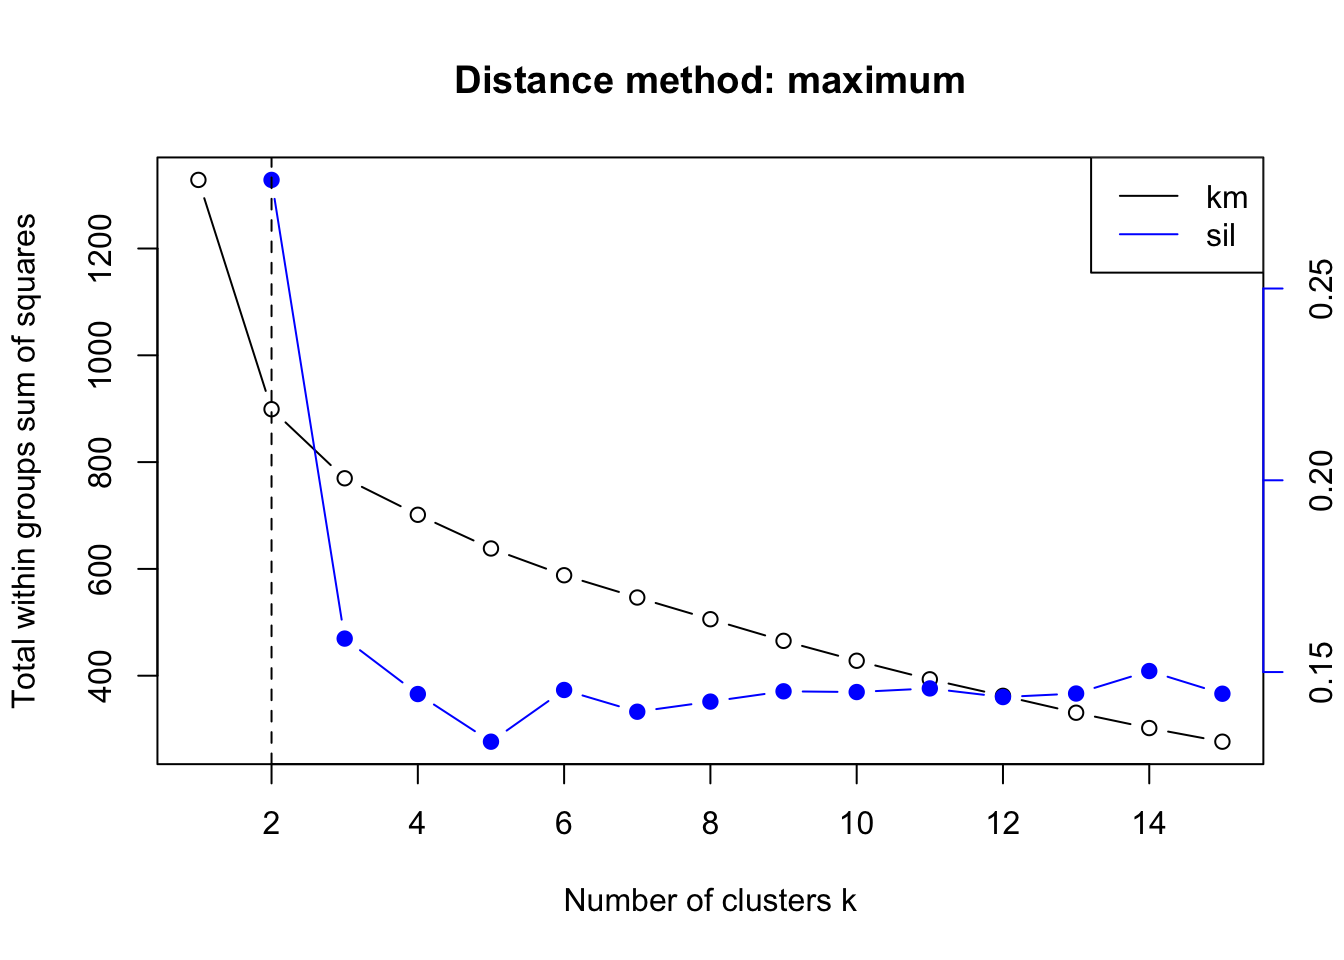 Distance method: maximum
km
sil
Total within groups sum of squares
1200
1000
800
600
400
0.25
0.20
0.15
2 4 6 8 10 12 14
Number of clusters k